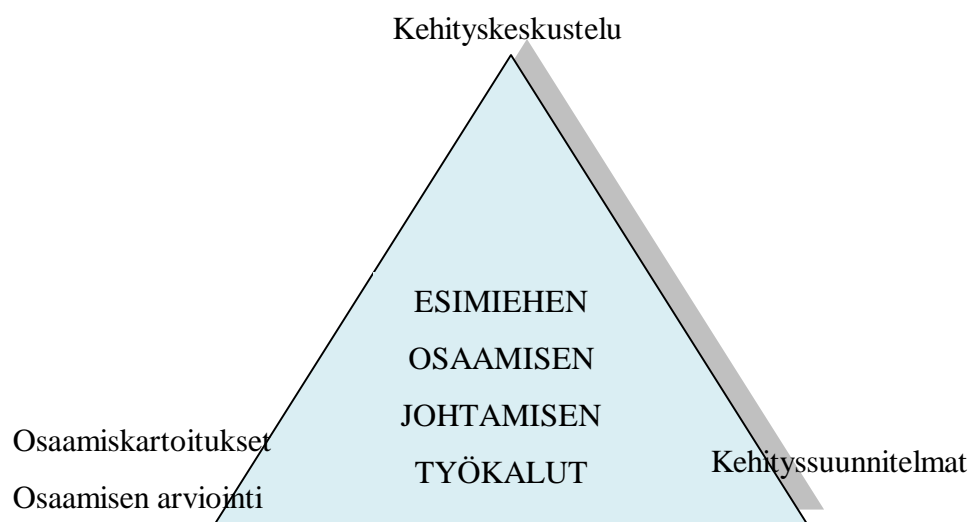 Kehityskeskustelu
ESIMIEHEN
OSAAMISEN
JOHTAMISEN
TYÖKALUT
Osaamiskartoitukset
Osaamisen arviointi
Kehityssuunnitelmat